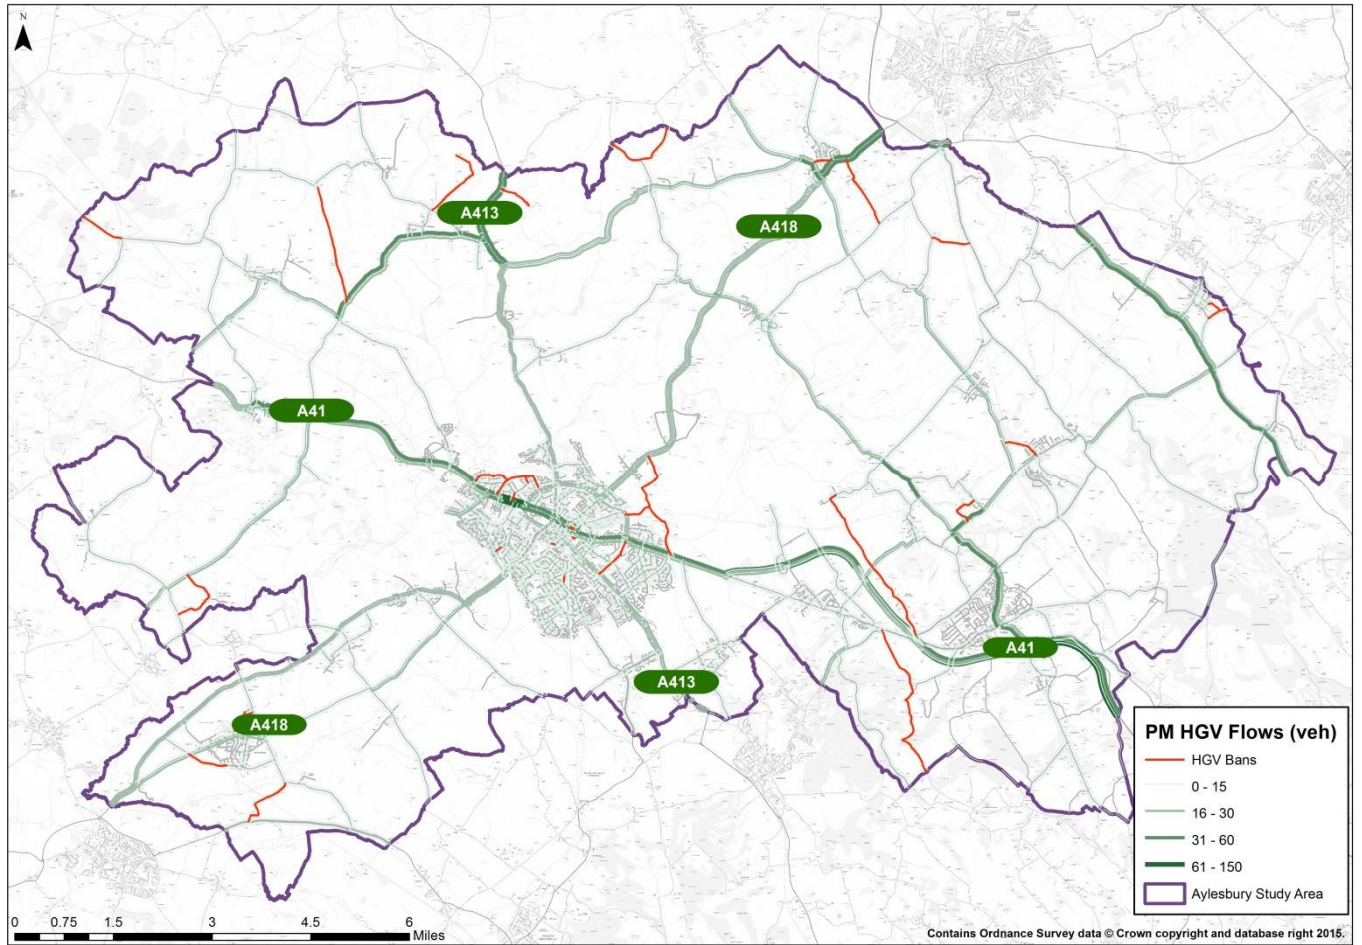 N
A413
A418
A41
A41
A413
A418
PM HGV Flows (veh)
HGV Bans
0 - 15
16 - 30
31 - 60
61 - 150
Aylesbury Study Area
0 0.75 1.5 3 4.5 6
Miles
Contains Ordnance Survey data © Crown copyright and database right 2015.